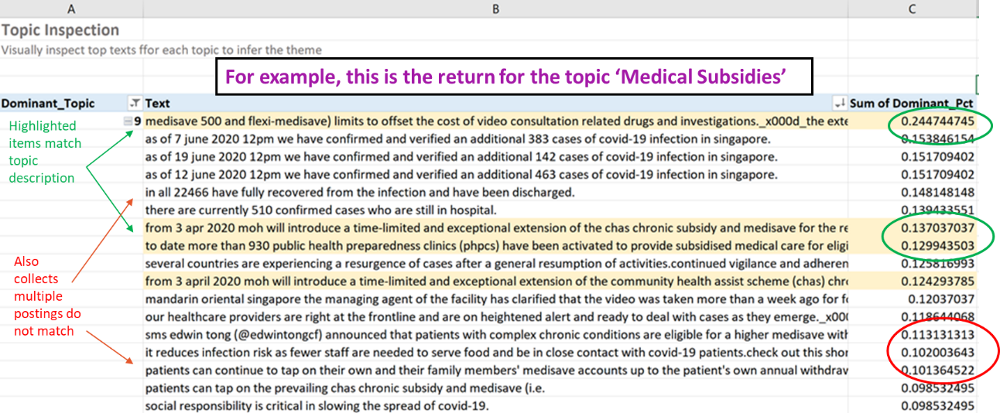 A B C
Topic Inspection
Visually inspect top texts ffor each topic to infer the theme
For example, this is the return for the topic ‘Medical Subsidies’
Dominant_Topic Text Sum of Dominant_Pct
Highlighted
items match
topic
description
Also
collects
multiple
postings do
not match
9 medisave 500 and flexi-medisave) limits to offset the cost of video consultation related drugs and investigations._x000d_the exte 0.244744745
as of 7 june 2020 12pm we have confirmed and verified an additional 383 cases of covid-19 infection in singapore. 0.153846154
as of 19 june 2020 12pm we have confirmed and verified an additional 142 cases of covid-19 infection in singapore. 0.151709402
as of 12 june 2020 12pm we have confirmed and verified an additional 463 cases of covid-19 infection in singapore. 0.151709402
in all 22466 have fully recovered from the infection and have been discharged. 0.148148148
there are currently 510 confirmed cases who are still in hospital. 0.139433551
from 3 apr 2020 moh will introduce a time-limited and exceptional extension of the chas chronic subsidy and medisave for the re 0.137037037
to date more than 930 public health preparedness clinics (phpcs) have been activated to provide subsidised medical care for eligi 0.129943503
several countries are experiencing a resurgence of cases after a general resumption of activities.continued vigilance and adheren 0.125816993
from 3 april 2020 moh will introduce a time-limited and exceptional extension of the community health assist scheme (chas) chr 0.124293785
mandarin oriental singapore the managing agent of the facility has clarified that the video was taken more than a week ago for f 0.12037037
our healthcare providers are right at the frontline and are on heightened alert and ready to deal with cases as they emerge._x00 0.118644068
sms edwin tong (@edwintongcf) announced that patients with complex chronic conditions are eligible for a higher medisave with 0.113131313
it reduces infection risk as fewer staff are needed to serve food and be in close contact with covid-19 patients.check out this shor 0.102003643
patients can continue to tap on their own and their family members' medisave accounts up to the patient's own annual withdrav 0.101364522
patients can tap on the prevailing chas chronic subsidy and medisave (i.e. 0.098532495
social responsibility is critical in slowing the spread of covid-19. 0.098532495